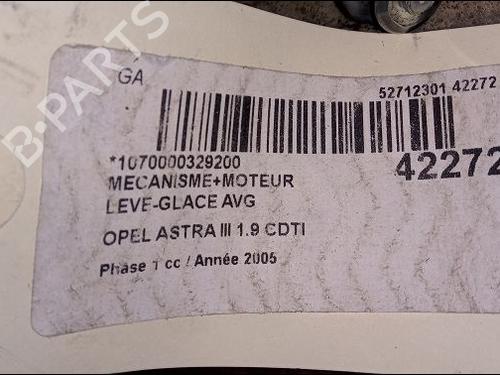 GA
52712301 42272
*1070000329200
42272
MECANISME+MOTEUR
LEVE-GLACE AVG
OPEL ASTRA III 1.9 CDTI
Phase 1 cc / Année 2005
B-PARTS